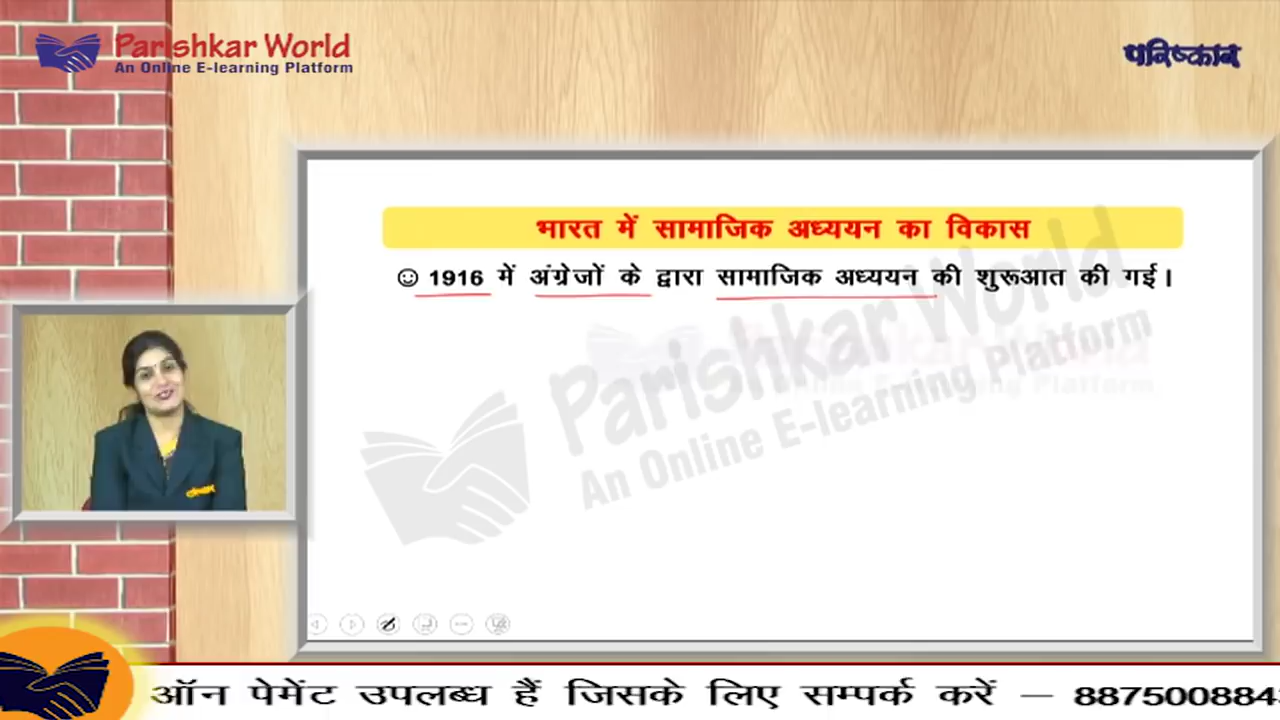 Parishkar World
An Online E-learning Platform
परिष्कार
भारत में सामाजिक अध्ययन का विकास
☺ 1916 में अंग्रेजों के द्वारा सामाजिक अध्ययन की शुरूआत की गई।
Parishkar World
An Online E-learning Platform
ऑन पेमेंट उपलब्ध हैं जिसके लिए सम्पर्क करें – 887500884